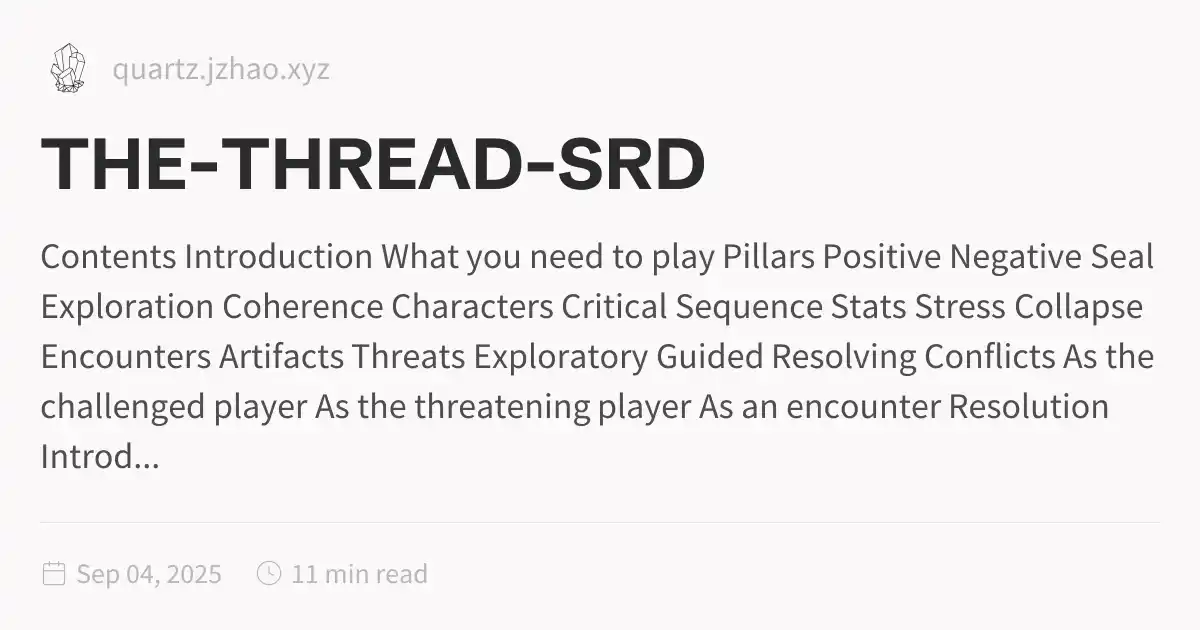 quartz.jzhao.xyz
THE-THREAD-SRD
Contents Introduction What you need to play Pillars Positive Negative Seal
Exploration Coherence Characters Critical Sequence Stats Stress Collapse
Encounters Artifacts Threats Exploratory Guided Resolving Conflicts As the
challenged player As the threatening player As an encounter Resolution
Introd...
Sep 04, 2025 11 min read